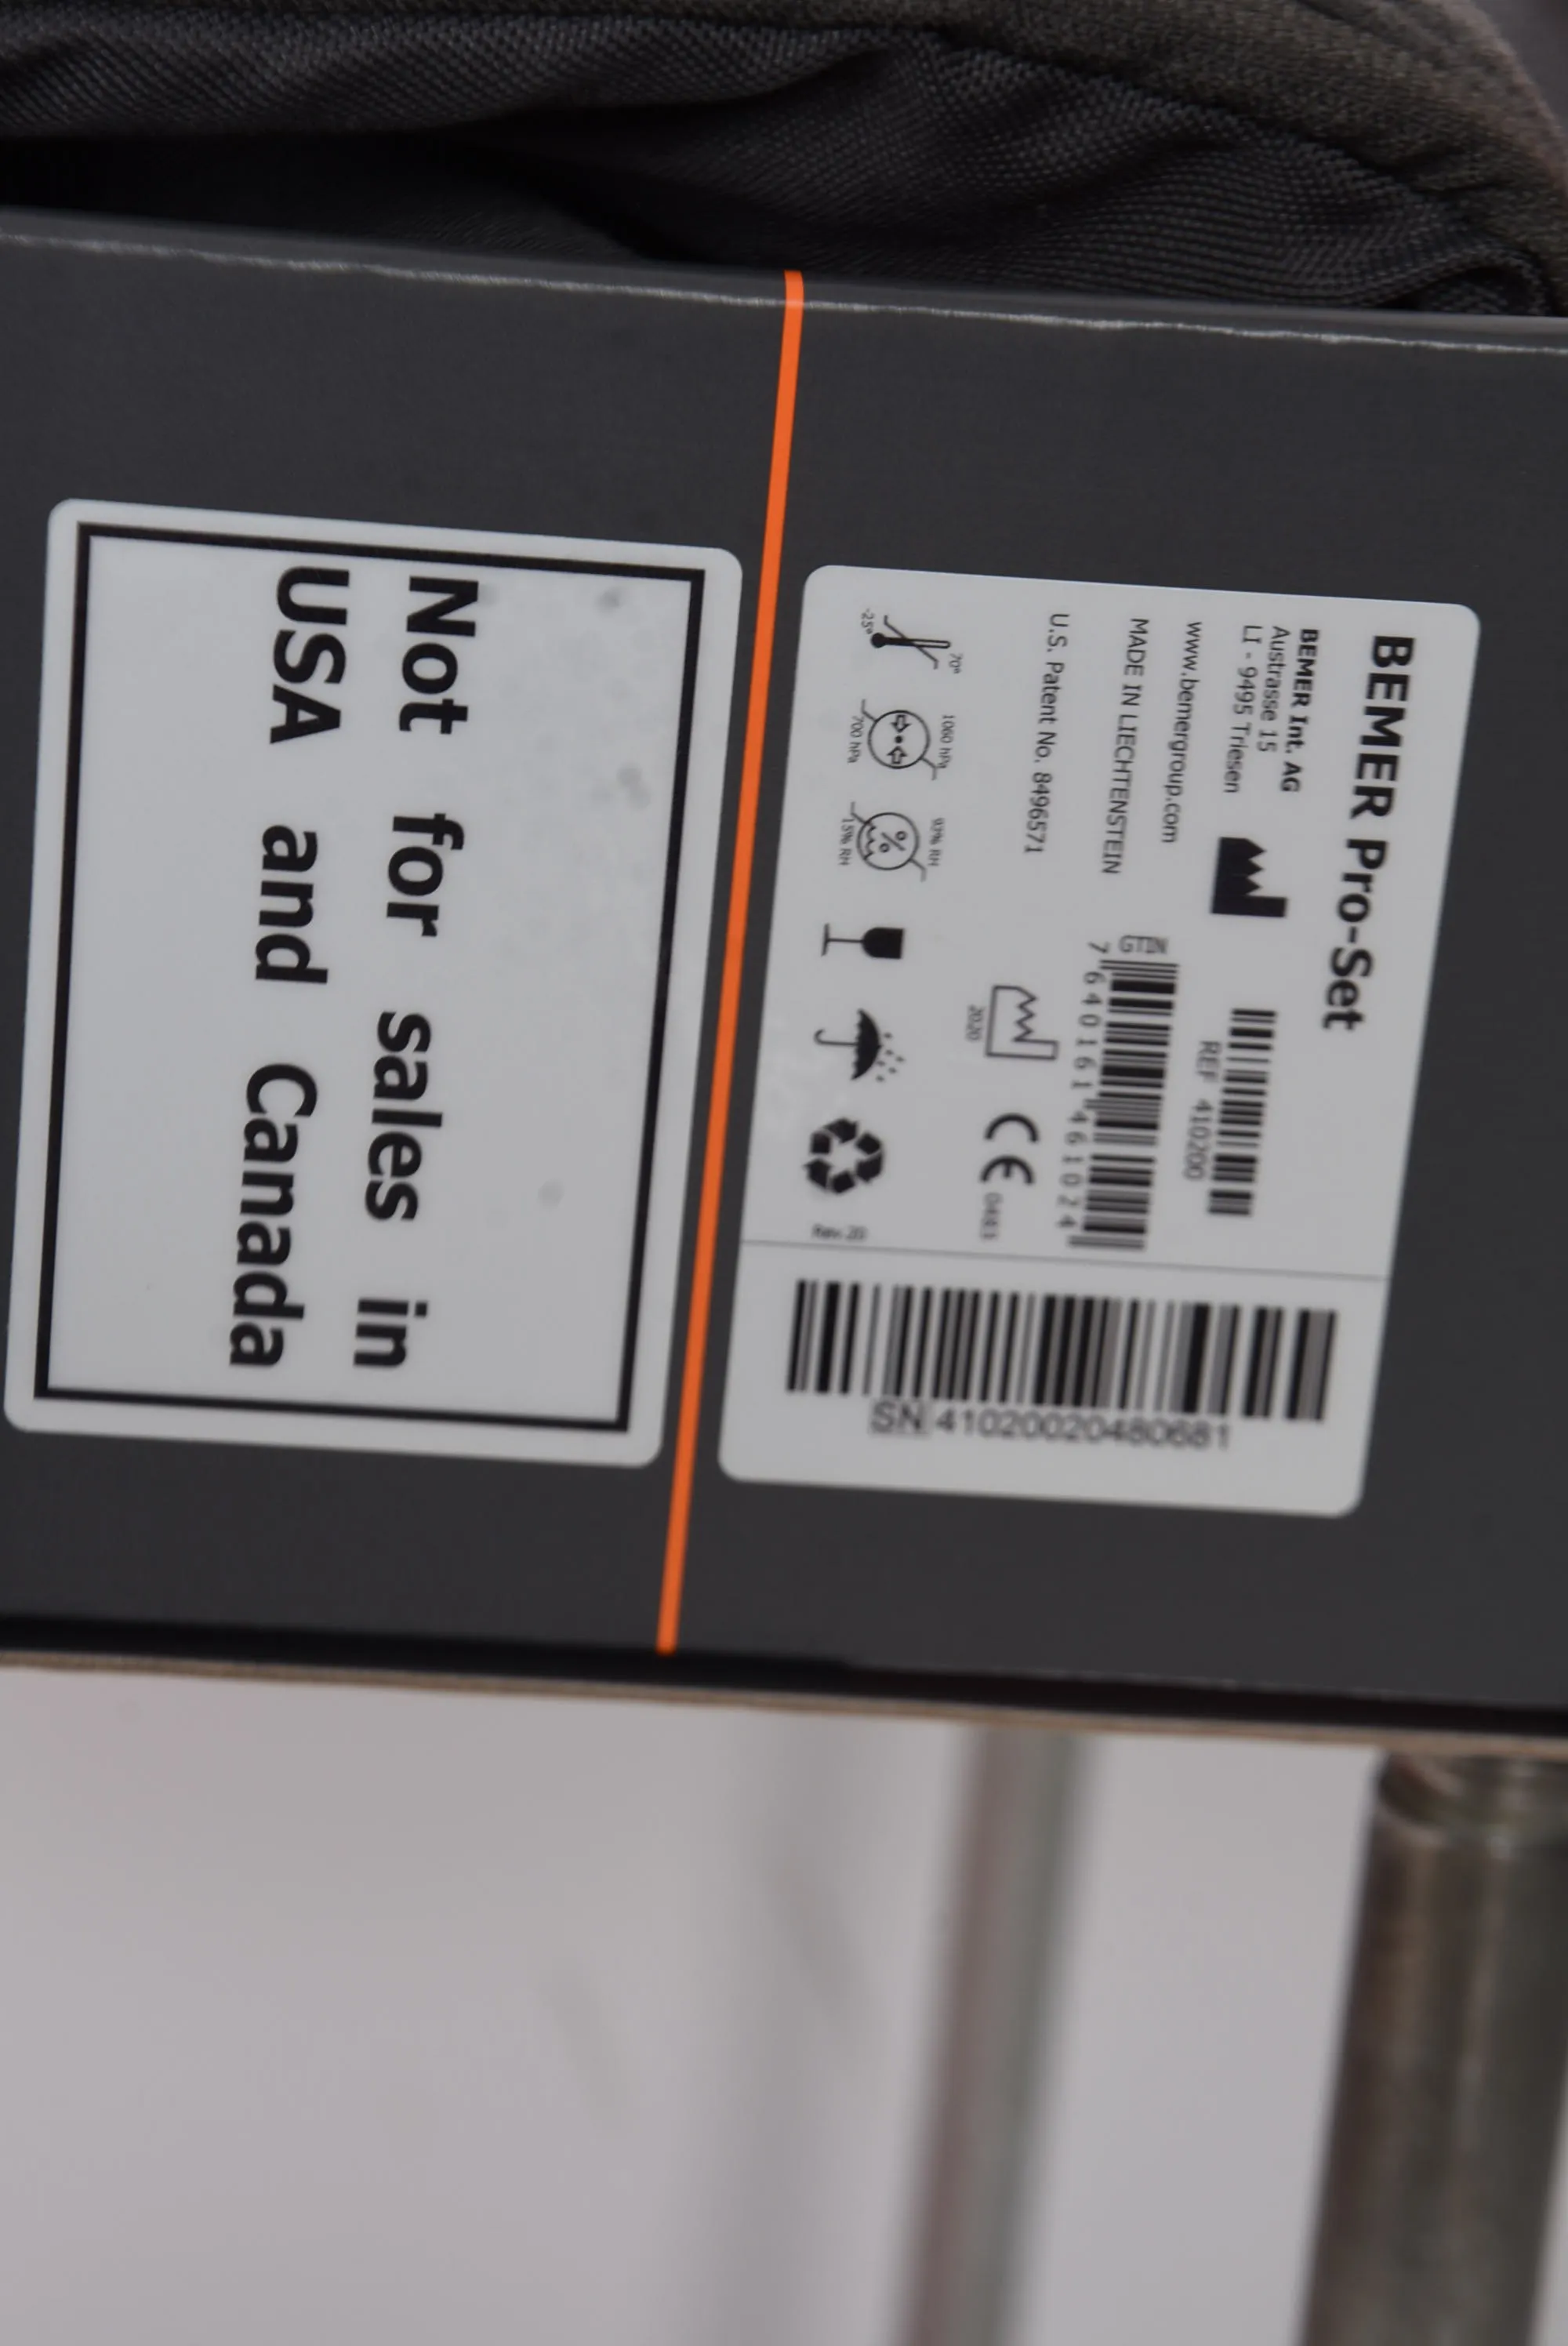 BEMER Pro-Set
BEMER Int. AG
Austrasse 15
LI - 9495 Triesen
REF 410200
www.bemergroup.com
MADE IN LIECHTENSTEIN
GTIN
7 640161 461024
U.S. Patent No. 8496571
2020
CE 0483
-25°
70°
1060 hPa
700 hPa
93% RH
15% RH
%
Rev.20
SN 41020020480681
Not for sales in
USA and Canada